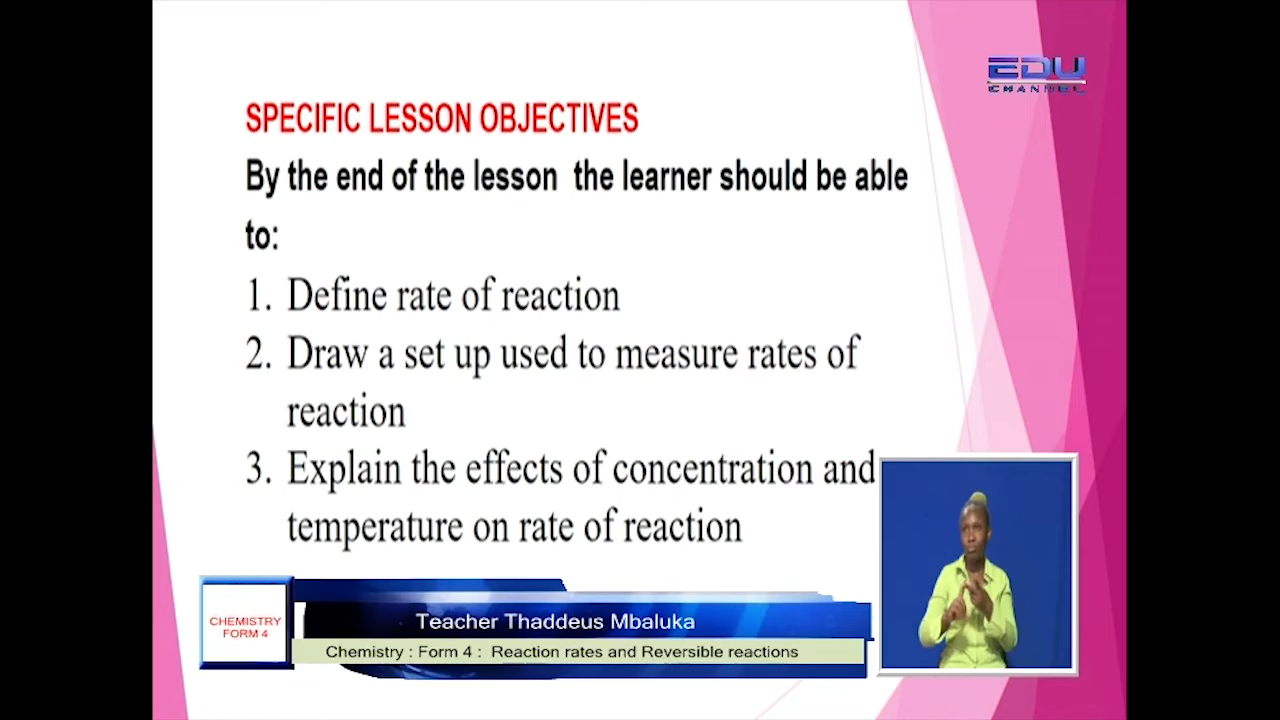 EDU
CHANNEL
SPECIFIC LESSON OBJECTIVES
By the end of the lesson the learner should be able
to:
1. Define rate of reaction
2. Draw a set up used to measure rates of
reaction
3. Explain the effects of concentration and
temperature on rate of reaction
CHEMISTRY
FORM 4
Teacher Thaddeus Mbaluka
Chemistry : Form 4 : Reaction rates and Reversible reactions